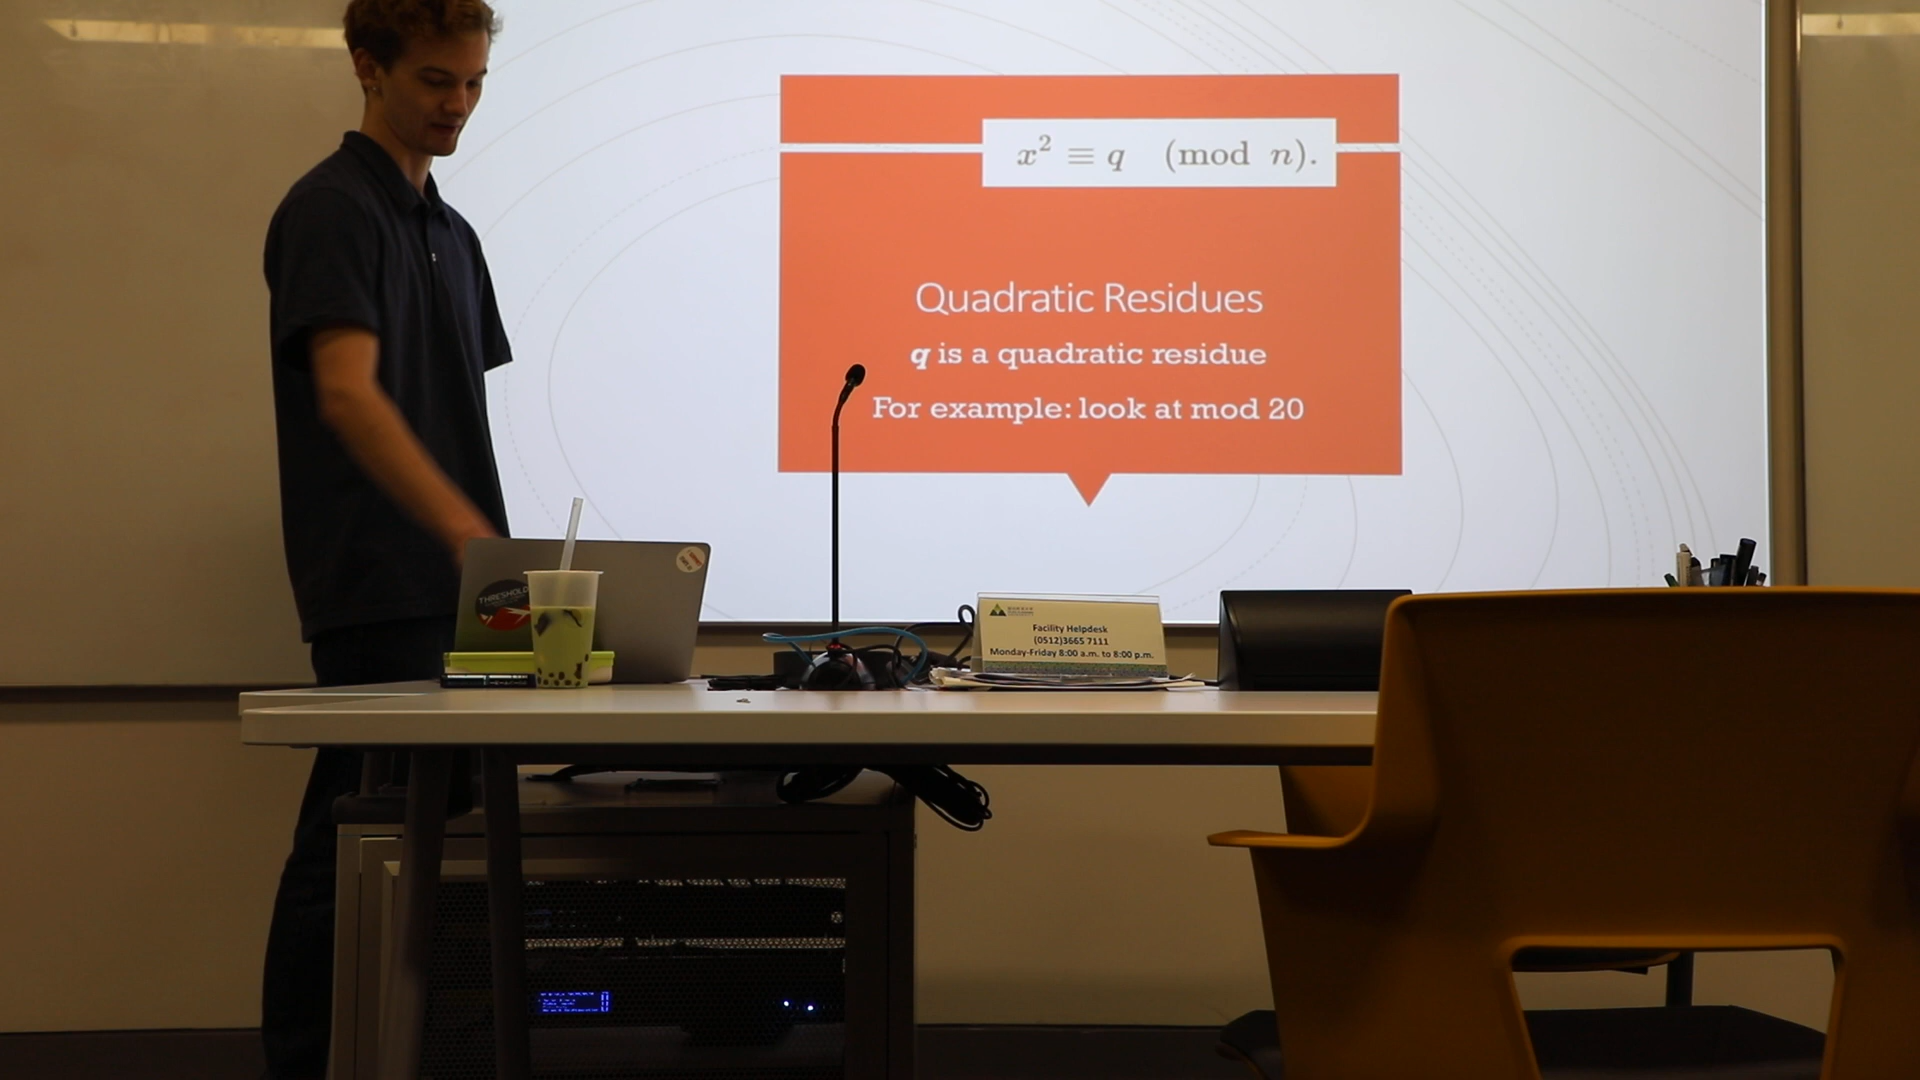 x² ≡ q (mod n).
Quadratic Residues
q is a quadratic residue
For example: look at mod 20
THRESHOLD
Facility Helpdesk
(0512)3665 7111
Monday-Friday 8:00 a.m. to 8:00 p.m.